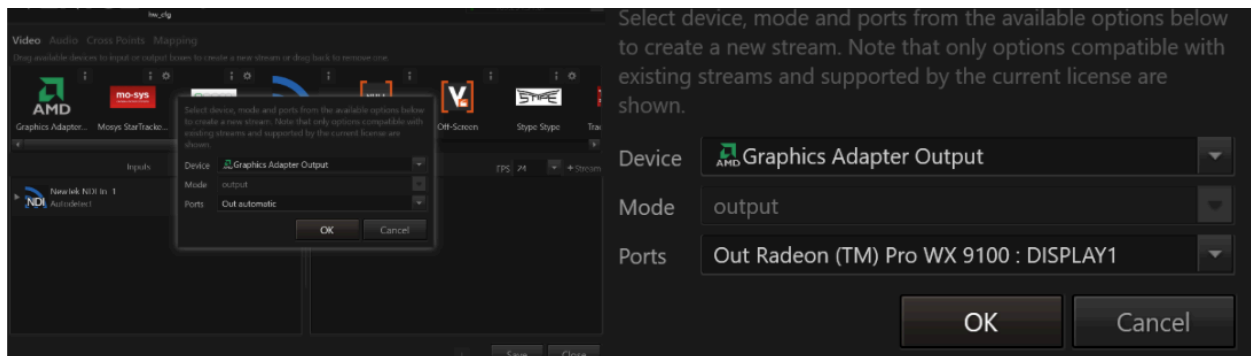 hw_cfg
Video Audio Cross Points Mapping
Drag available devices to input or output boxes to create a new stream or drag back to remove one.
AMD
mo-sys
V.
STYPE
Graphics Adapter... Mosys StarTracke...
Off-Screen
Stype Stype
Trac
Inputs
FPS 24
+Stream
NDI
Newtek NDI In 1
Autodetect
Select device, mode and ports from the available options below
to create a new stream. Note that only options compatible with
existing streams and supported by the current license are
shown.
Device AMD Graphics Adapter Output
Mode output
Ports Out automatic
OK Cancel
Save Close
Select device, mode and ports from the available options below
to create a new stream. Note that only options compatible with
existing streams and supported by the current license are
shown.
Device AMD Graphics Adapter Output
Mode output
Ports Out Radeon (TM) Pro WX 9100 : DISPLAY1
OK Cancel